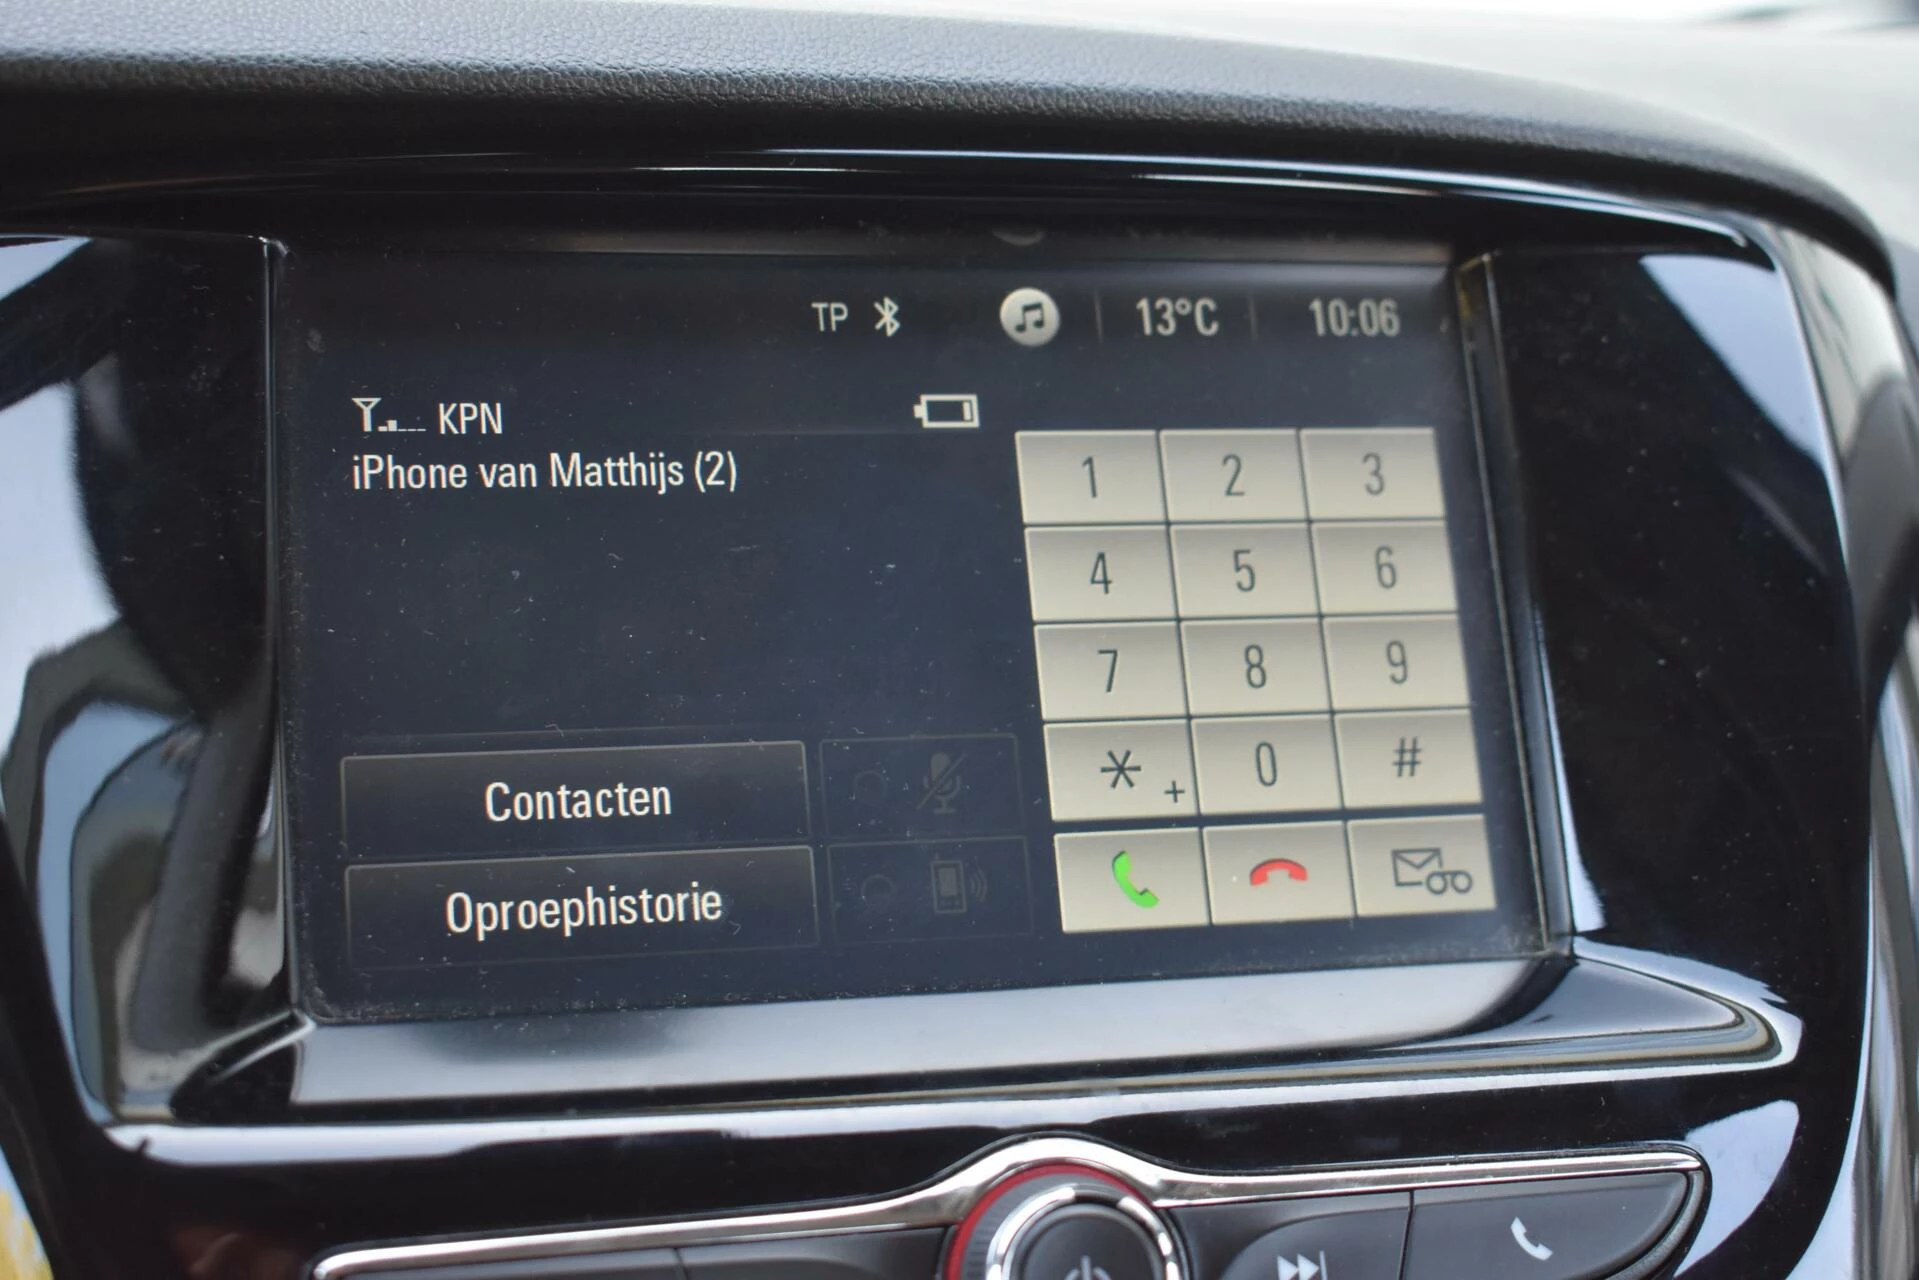 TP 13°C 10:06
KPN
iPhone van Matthijs (2)
1 2 3
4 5 6
7 8 9
* + 0 #
Contacten
Oproephistorie